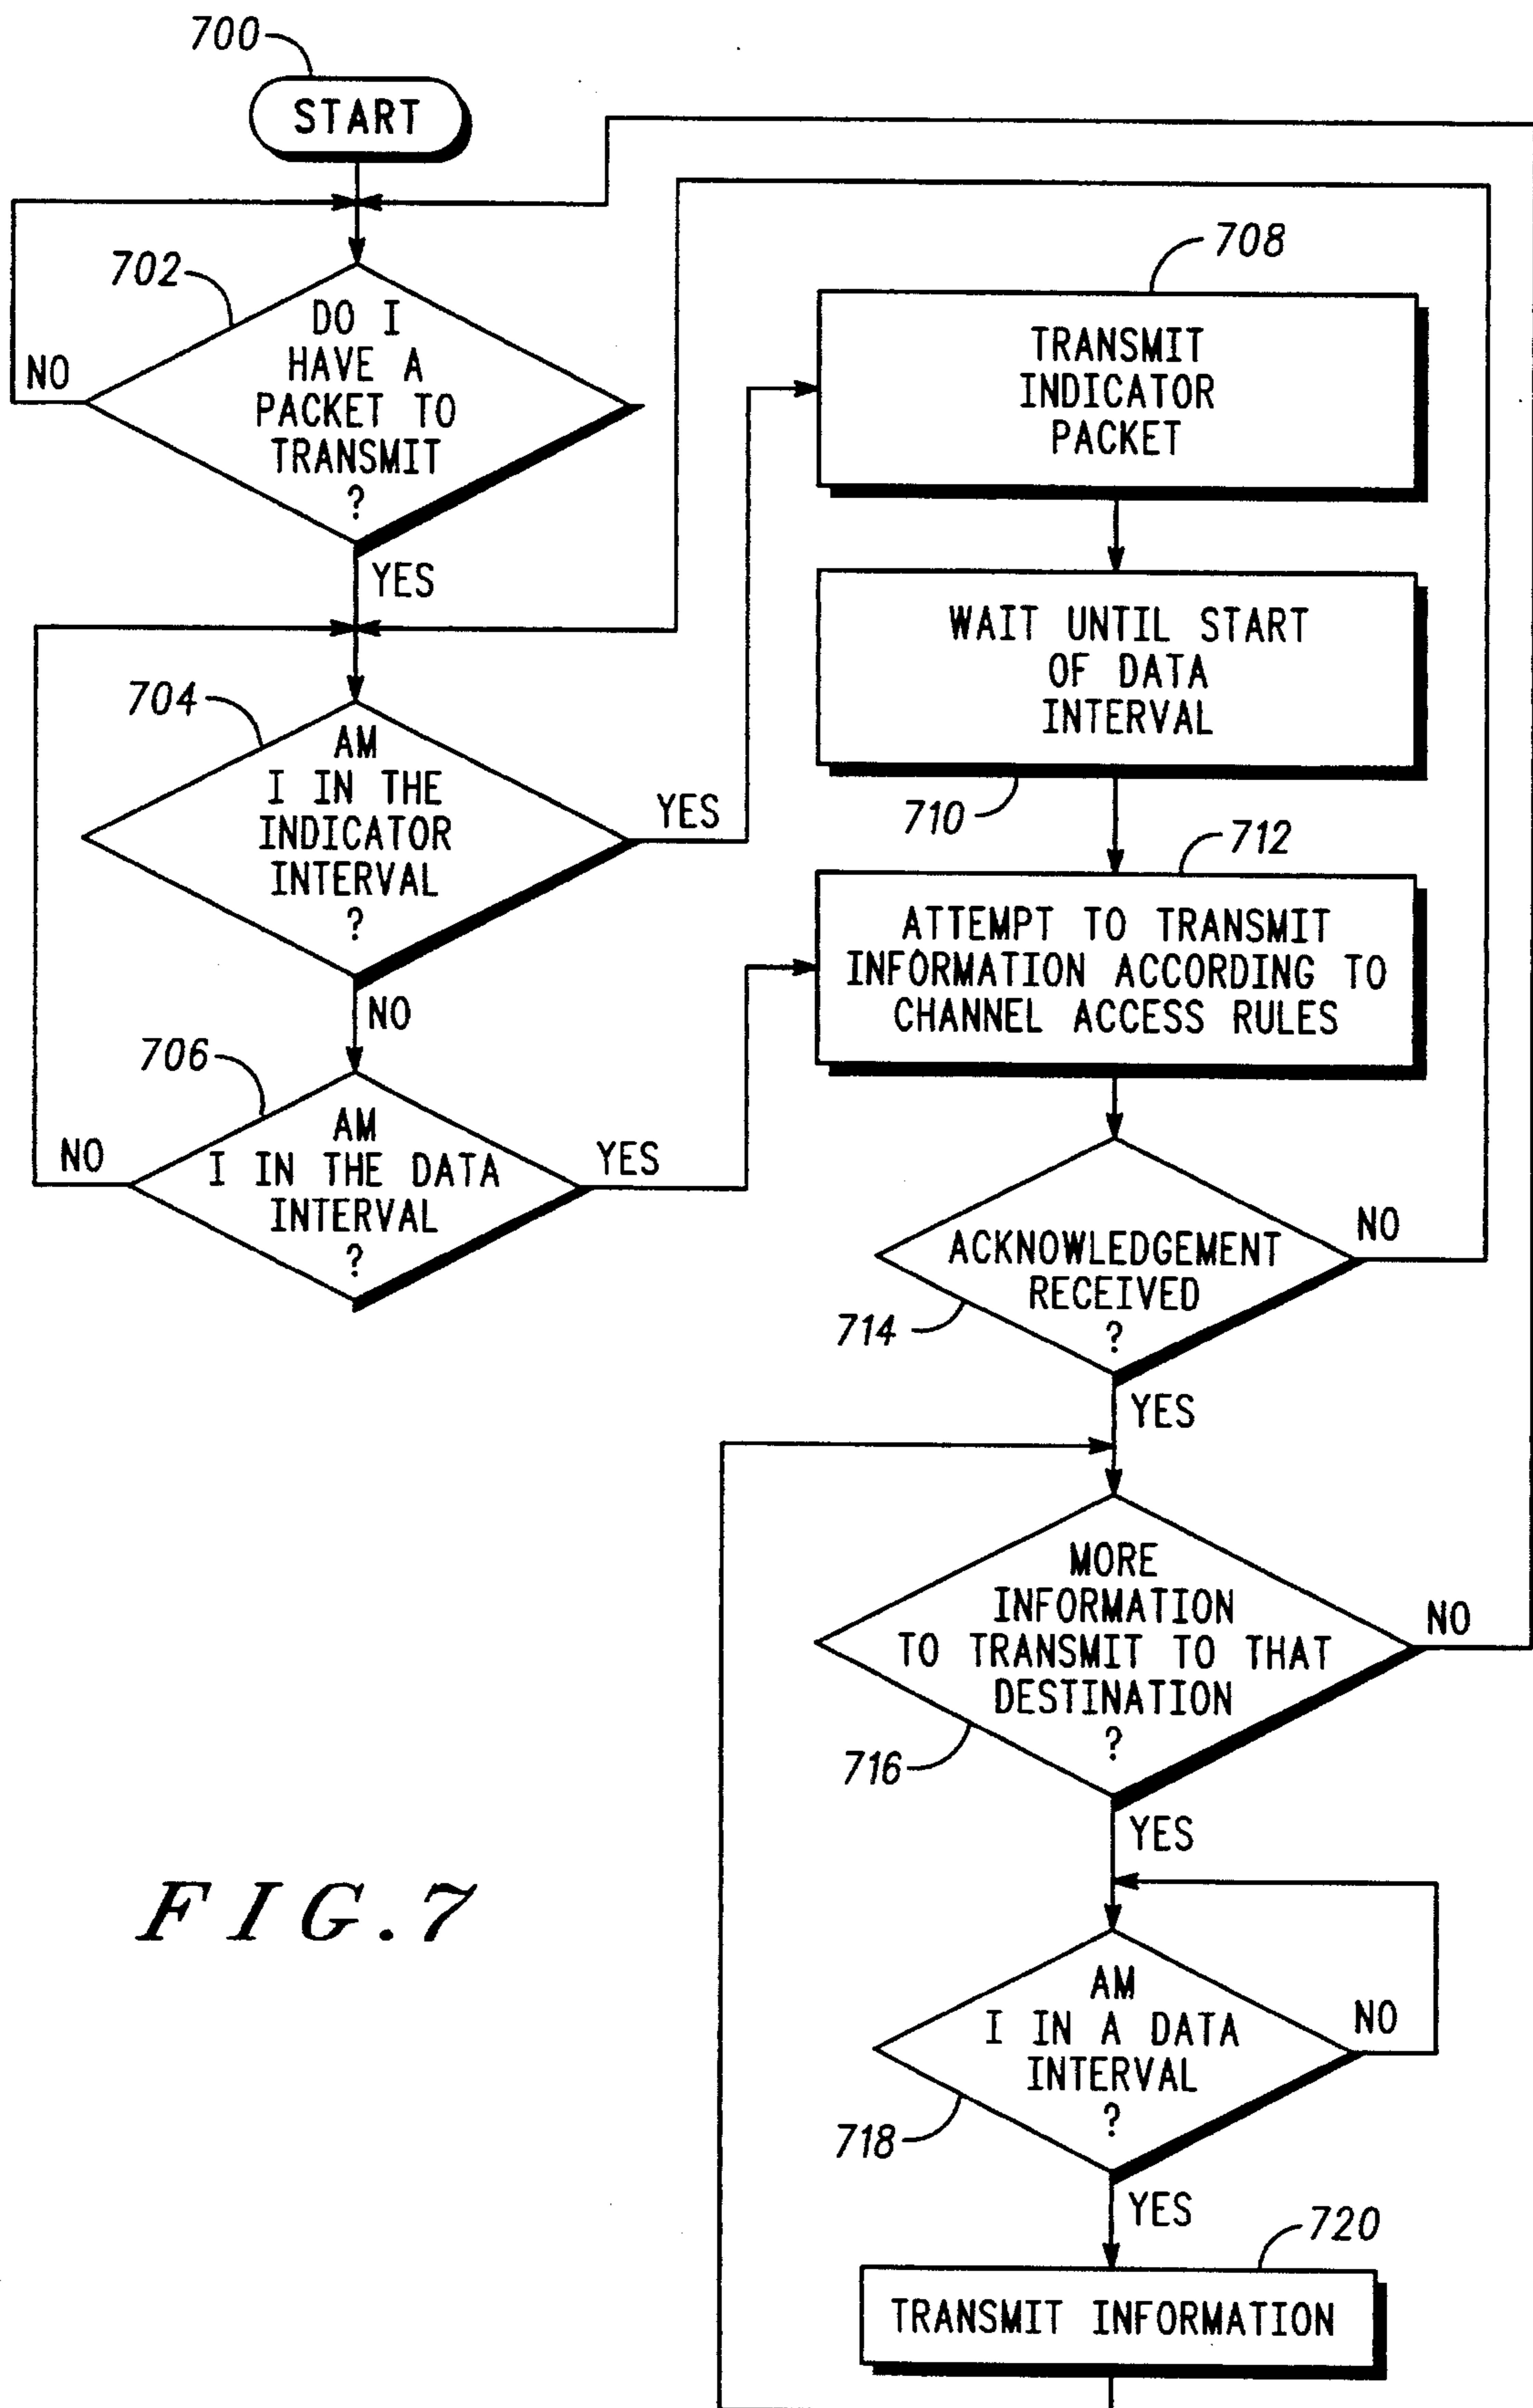 700
START
702
DO I
HAVE A
PACKET TO
TRANSMIT
?
NO
YES
704
AM
I IN THE
INDICATOR
INTERVAL
?
YES
NO
706
AM
I IN THE DATA
INTERVAL
?
NO
YES
708
TRANSMIT
INDICATOR
PACKET
WAIT UNTIL START
OF DATA
INTERVAL
710
712
ATTEMPT TO TRANSMIT
INFORMATION ACCORDING TO
CHANNEL ACCESS RULES
ACKNOWLEDGEMENT
RECEIVED
?
NO
714
YES
MORE
INFORMATION
TO TRANSMIT TO THAT
DESTINATION
?
NO
716
YES
AM
I IN A DATA
INTERVAL
?
NO
718
YES
720
TRANSMIT INFORMATION
FIG.7